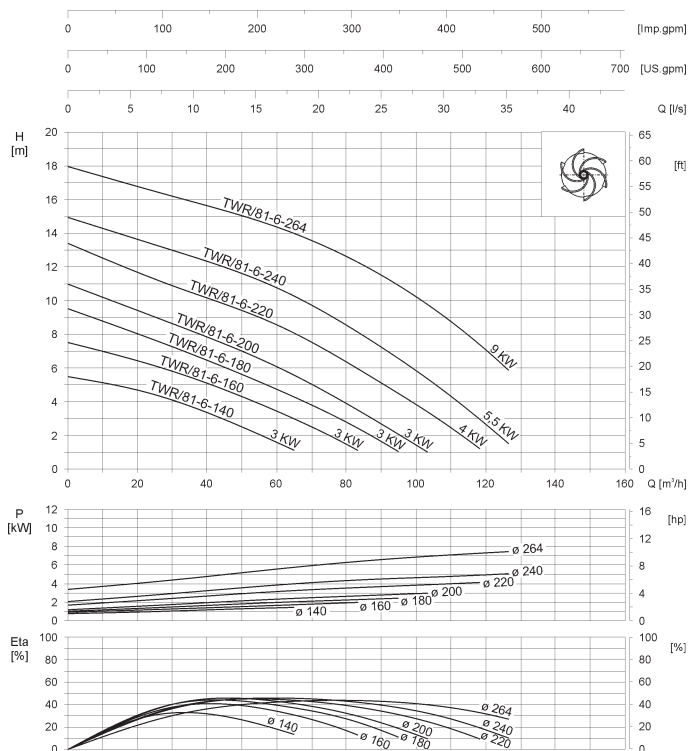 0 100 200 300 400 500 [Imp.gpm]
0 100 200 300 400 500 600 700 [US.gpm]
0 5 10 15 20 25 30 35 40 Q [l/s]
H
[m]
20
18
16
14
12
10
8
6
4
2
0
65
60
[ft]
55
50
45
40
35
30
25
20
15
10
5
0
TWR/81-6-264
TWR/81-6-240
TWR/81-6-220
TWR/81-6-200
TWR/81-6-180
TWR/81-6-160
TWR/81-6-140
9 KW
5,5 KW
4 KW
3 KW
3 KW
3 KW
3 KW
0 20 40 60 80 100 120 140 160 Q [m³/h]
P
[kW]
12
10
8
6
4
2
0
16
[hp]
12
8
4
0
ø 264
ø 240
ø 220
ø 200
ø 180
ø 160
ø 140
Eta
[%]
100
80
60
40
20
0
100
[%]
80
60
40
20
0
ø 264
ø 240
ø 220
ø 200
ø 180
ø 160
ø 140